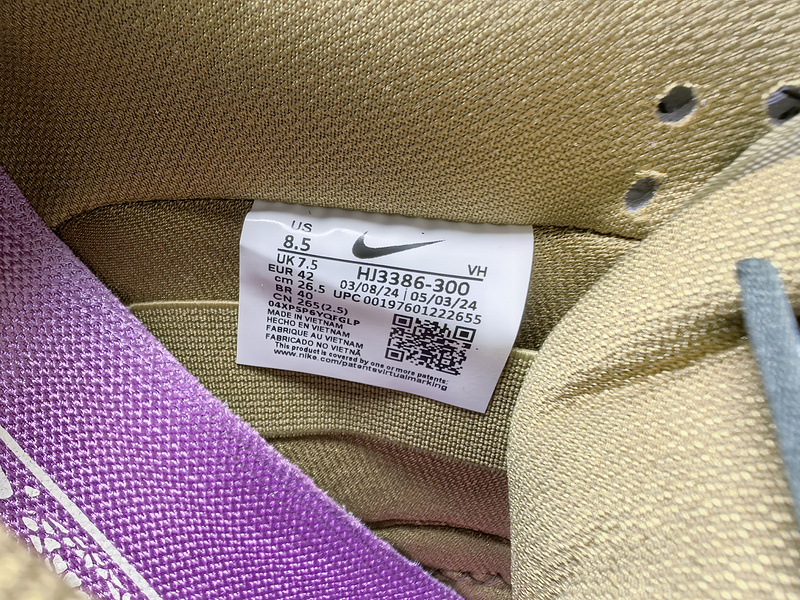 US
8.5
UK 7.5
VH
EUR 42
HJ3386-300
cm 26.5
03/08/24 | 05/03/24
BR 40
UPC 00197601222655
CN 265(2.5)
04XP5P6YQFGLP
MADE IN VIETNAM
HECHO EN VIETNAM
FABRIQUE AU VIETNAM
FABRICADO NO VIETNÃ
This product is covered by one or more patents:
www.nike.com/patentsvirtualmarking